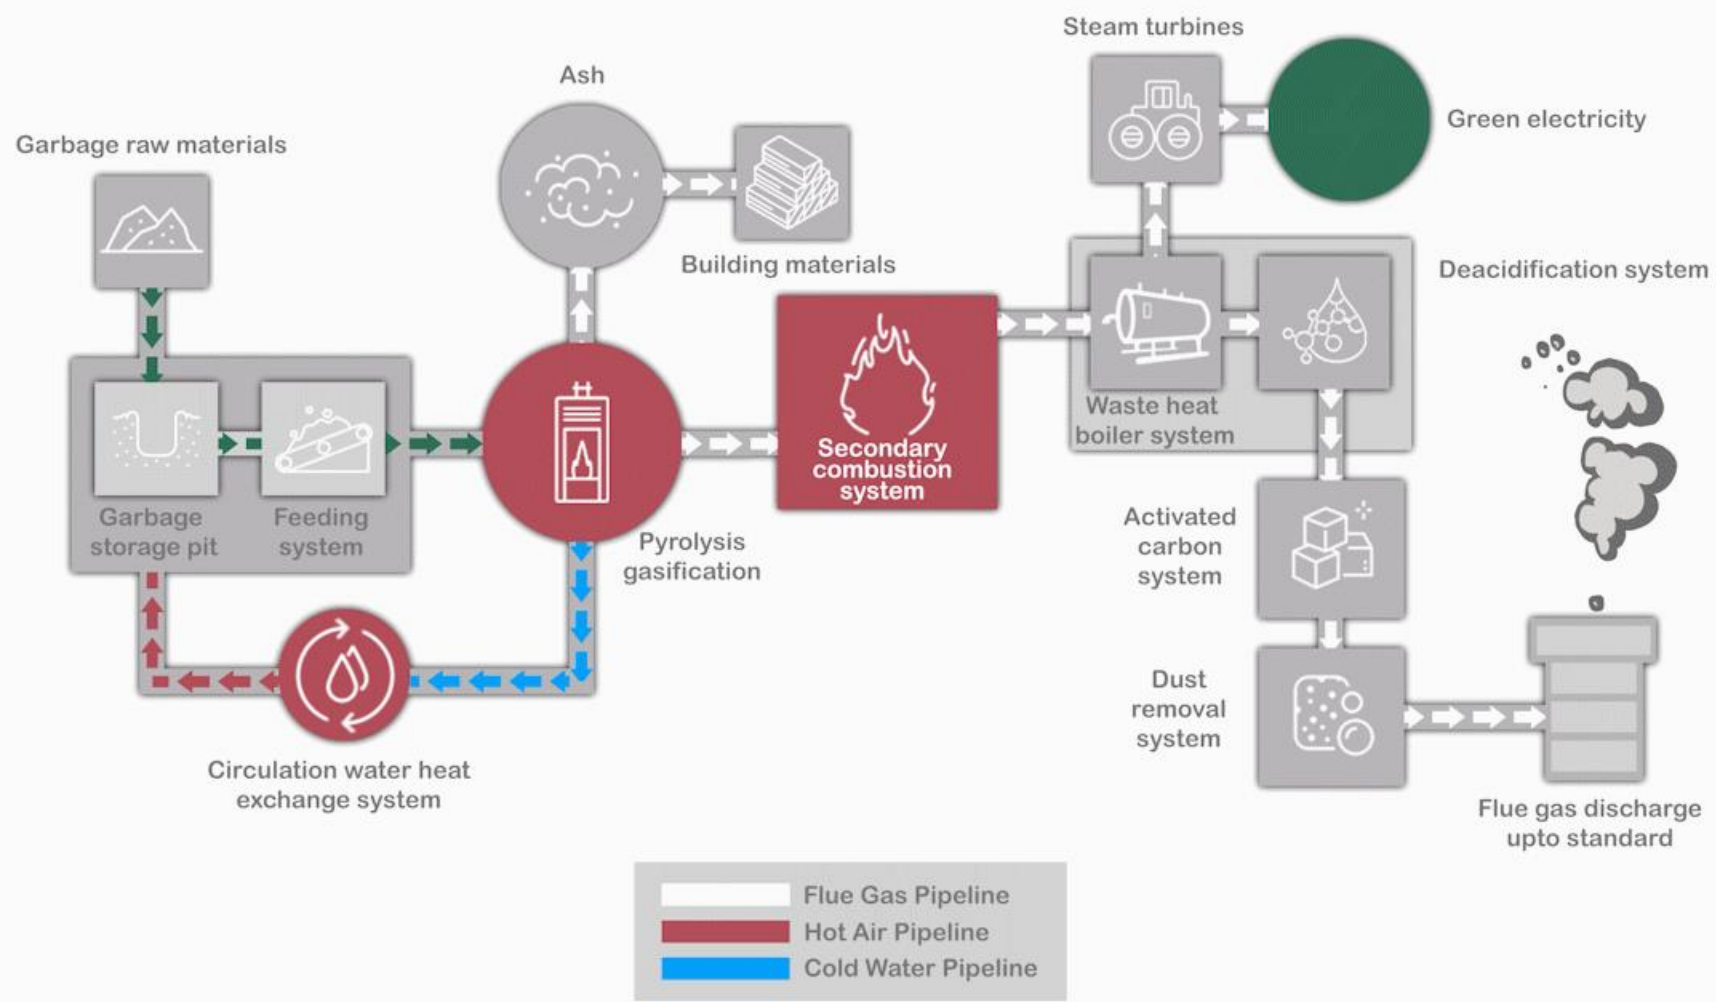 Steam turbines
Green electricity
Ash
Garbage raw materials
Building materials
Deacidification system
Secondary
combustion
system
Waste heat
boiler system
Garbage
storage pit
Feeding
system
Pyrolysis
gasification
Activated
carbon
system
Dust
removal
system
Circulation water heat
exchange system
Flue gas discharge
upto standard
Flue Gas Pipeline
Hot Air Pipeline
Cold Water Pipeline